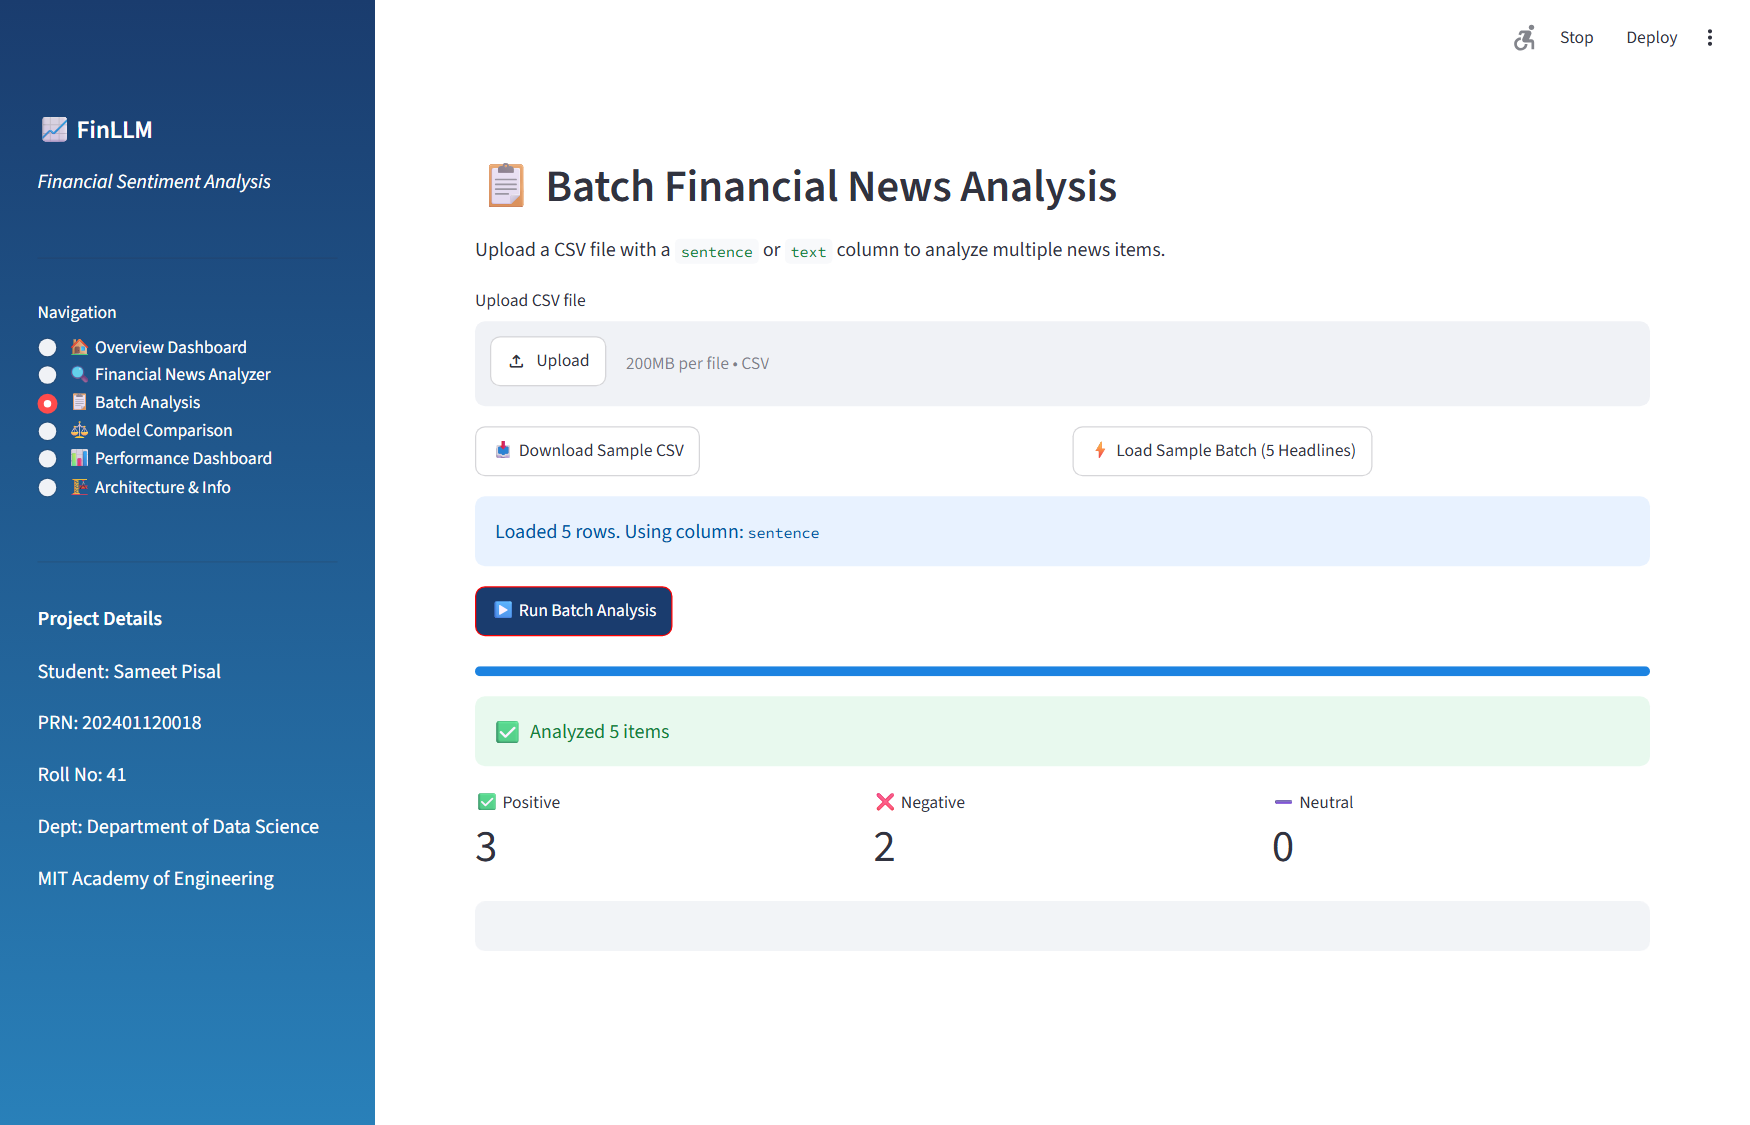 Stop
Deploy
FinLLM
Financial Sentiment Analysis
Navigation
Overview Dashboard
Financial News Analyzer
Batch Analysis
Model Comparison
Performance Dashboard
Architecture & Info
Project Details
Student: Sameet Pisal
PRN: 202401120018
Roll No: 41
Dept: Department of Data Science
MIT Academy of Engineering
Batch Financial News Analysis
Upload a CSV file with a sentence or text column to analyze multiple news items.
Upload CSV file
Upload
200MB per file • CSV
Download Sample CSV
Load Sample Batch (5 Headlines)
Loaded 5 rows. Using column: sentence
Run Batch Analysis
Analyzed 5 items
Positive
3
Negative
2
Neutral
0